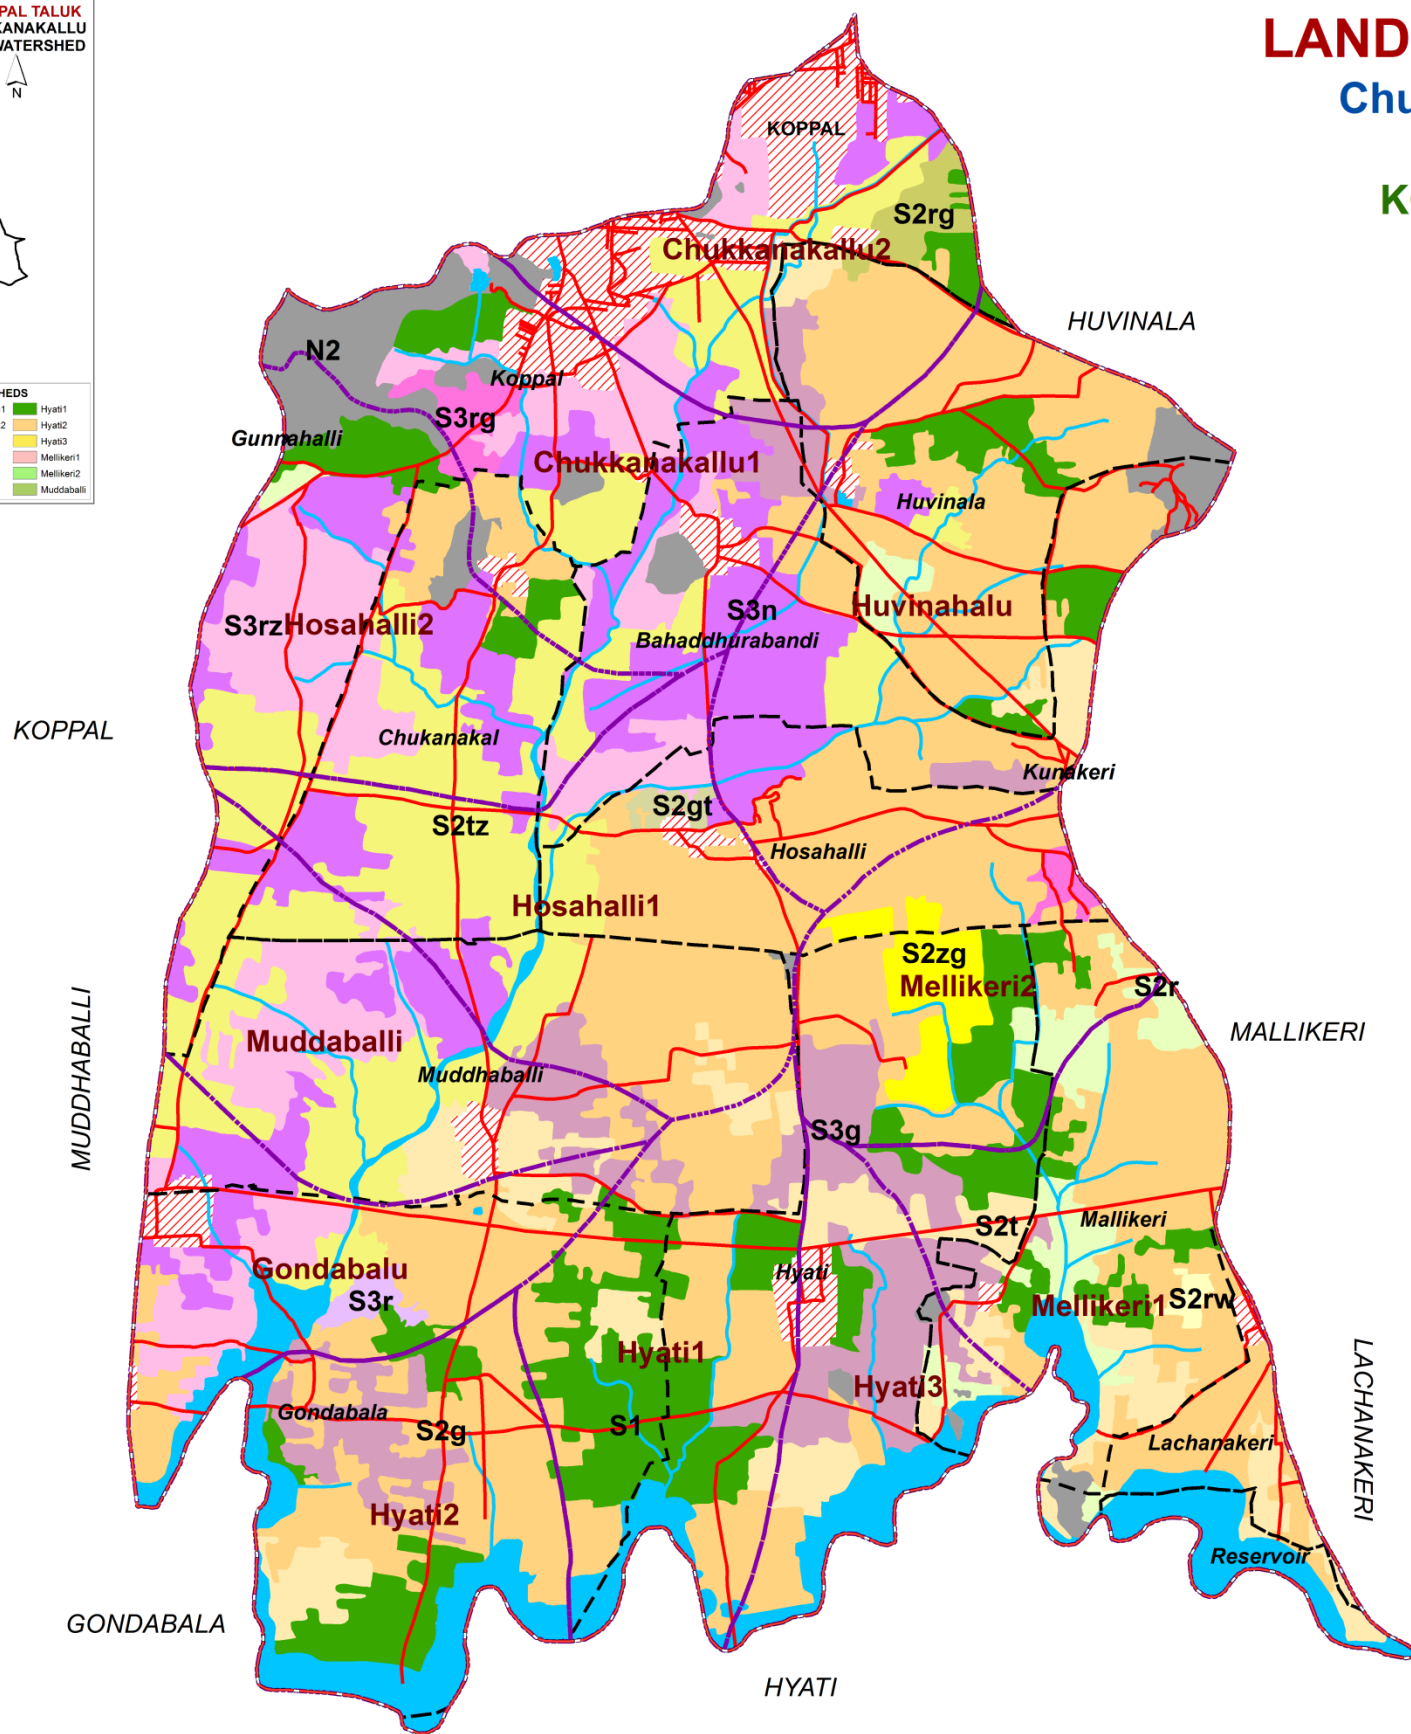 PAL TALUK
KANAKALLU
WATERSHED
N
LAND
Chu
K
HEDS
1
Hyati1
2
Hyati2
Hyati3
Mellikeri1
Mellikeri2
Muddaballi
KOPPAL
S2rg
Chukkanakallu2
HUVINALA
N2
Koppal
S3rg
Gunnahalli
Chukkanakallu1
Huvinala
S3n
Huvinahalu
S3rz
Hosahalli2
Bahaddhurabandi
KOPPAL
Chukanakal
Kunakeri
S2gt
S2tz
Hosahalli
Hosahalli1
S2zg
Mellikeri2
S2r
MALLIKERI
Muddaballi
MUDDHABALLI
Muddhaballi
S3g
S2t
Mallikeri
Gondabalu
Hyati
S3r
Mellikeri1
S2rw
Hyati1
Hyati3
LACHANAKERI
Gondabala
S2g
S1
Lachanakeri
Hyati2
Reservoir
GONDABALA
HYATI